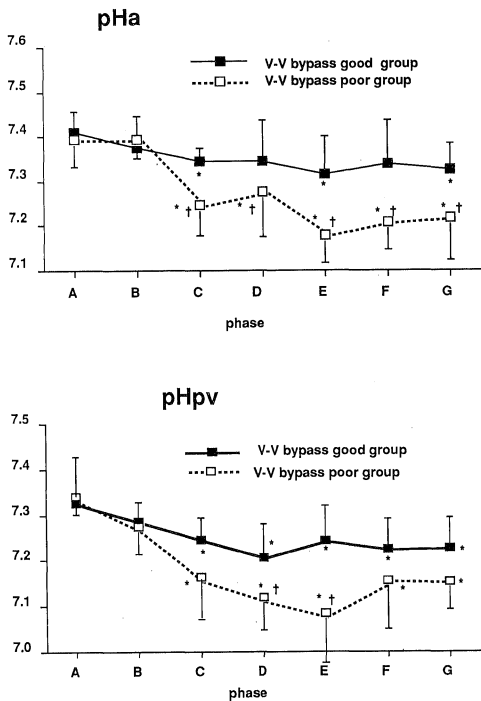 pHa
7.6
V-V bypass good group
7.5
V-V bypass poor group
7.4
7.3
*
* † * † * † * † * †
* *
7.2
7.1
A B C D E F G
phase
pHpv
7.5
V-V bypass good group
7.4
V-V bypass poor group
7.3
7.2
* * * * *
* * † * † * *
7.1
7.0
A B C D E F G
phase